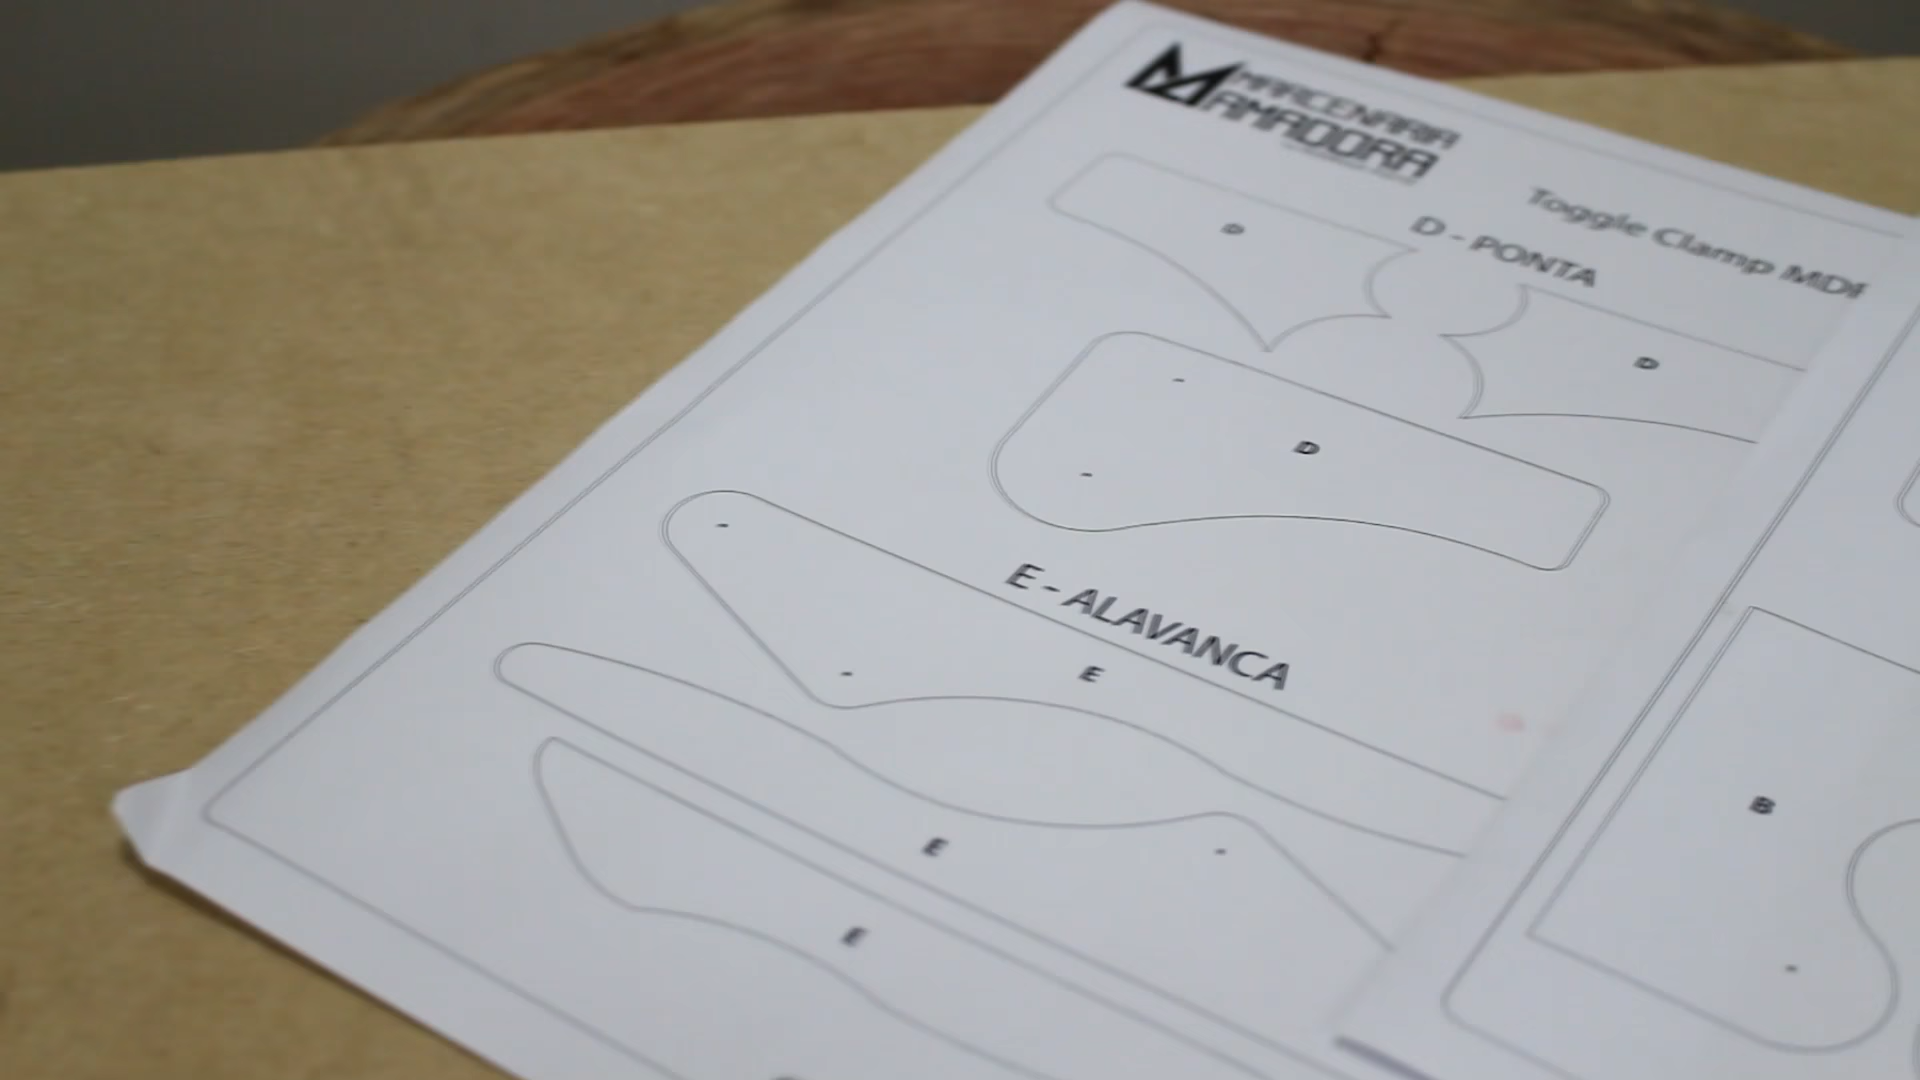 MARCENARIA
AMADORA
Toggle Clamp MDF
D - PONTA
D
D
D
E - ALAVANCA
E
E
E
B